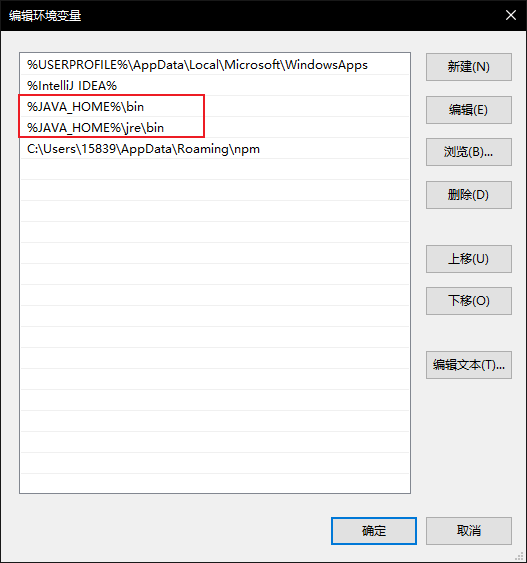 编辑环境变量
%USERPROFILE%\AppData\Local\Microsoft\WindowsApps
%IntelliJ IDEA%
%JAVA_HOME%\bin
%JAVA_HOME%\jre\bin
C:\Users\15839\AppData\Roaming\npm
新建(N)
编辑(E)
浏览(B)...
删除(D)
上移(U)
下移(O)
编辑文本(T)...
确定
取消